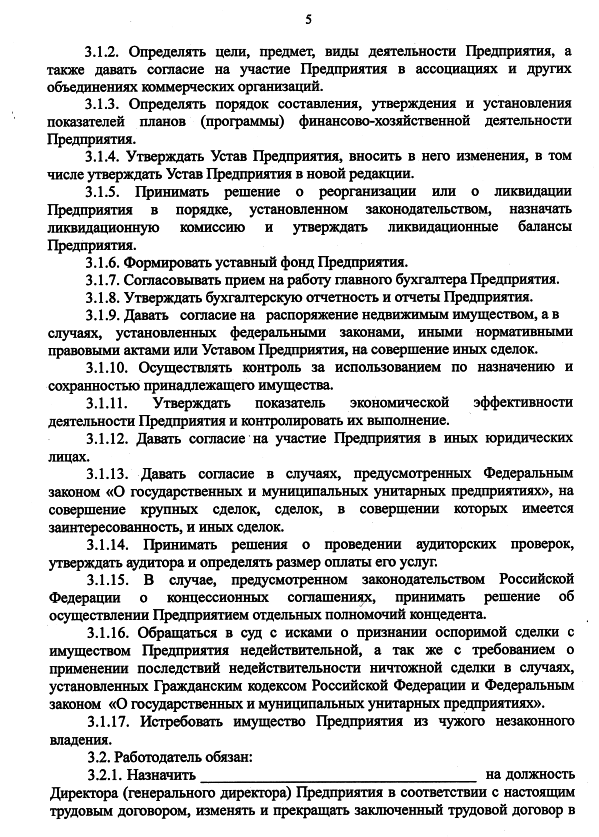 5
3.1.2. Определять цели, предмет, виды деятельности Предприятия, а
также давать согласие на участие Предприятия в ассоциациях и других
объединениях коммерческих организаций.
3.1.3. Определять порядок составления, утверждения и установления
показателей планов (программы) финансово-хозяйственной деятельности
Предприятия.
3.1.4. Утверждать Устав Предприятия, вносить в него изменения, в том
числе утверждать Устав Предприятия в новой редакции.
3.1.5. Принимать решение о реорганизации или о ликвидации
Предприятия в порядке, установленном законодательством, назначать
ликвидационную комиссию и утверждать ликвидационные балансы
Предприятия.
3.1.6. Формировать уставный фонд Предприятия.
3.1.7. Согласовывать прием на работу главного бухгалтера Предприятия.
3.1.8. Утверждать бухгалтерскую отчетность и отчеты Предприятия.
3.1.9. Давать согласие на распоряжение недвижимым имуществом, а в
случаях, установленных федеральными законами, иными нормативными
правовыми актами или Уставом Предприятия, на совершение иных сделок.
3.1.10. Осуществлять контроль за использованием по назначению и
сохранностью принадлежащего имущества.
3.1.11. Утверждать показатель экономической эффективности
деятельности Предприятия и контролировать их выполнение.
3.1.12. Давать согласие на участие Предприятия в иных юридических
лицах.
3.1.13. Давать согласие в случаях, предусмотренных Федеральным
законом «О государственных и муниципальных унитарных предприятиях», на
совершение крупных сделок, сделок, в совершении которых имеется
заинтересованность, и иных сделок.
3.1.14. Принимать решения о проведении аудиторских проверок,
утверждать аудитора и определять размер оплаты его услуг.
3.1.15. В случае, предусмотренном законодательством Российской
Федерации о концессионных соглашениях, принимать решение об
осуществлении Предприятием отдельных полномочий концедента.
3.1.16. Обращаться в суд с исками о признании оспоримой сделки с
имуществом Предприятия недействительной, а так же с требованием о
применении последствий недействительности ничтожной сделки в случаях,
установленных Гражданским кодексом Российской Федерации и Федеральным
законом «О государственных и муниципальных унитарных предприятиях».
3.1.17. Истребовать имущество Предприятия из чужого незаконного
владения.
3.2. Работодатель обязан:
3.2.1. Назначить ______________________________ на должность
Директора (генерального директора) Предприятия в соответствии с настоящим
трудовым договором, изменять и прекращать заключенный трудовой договор в